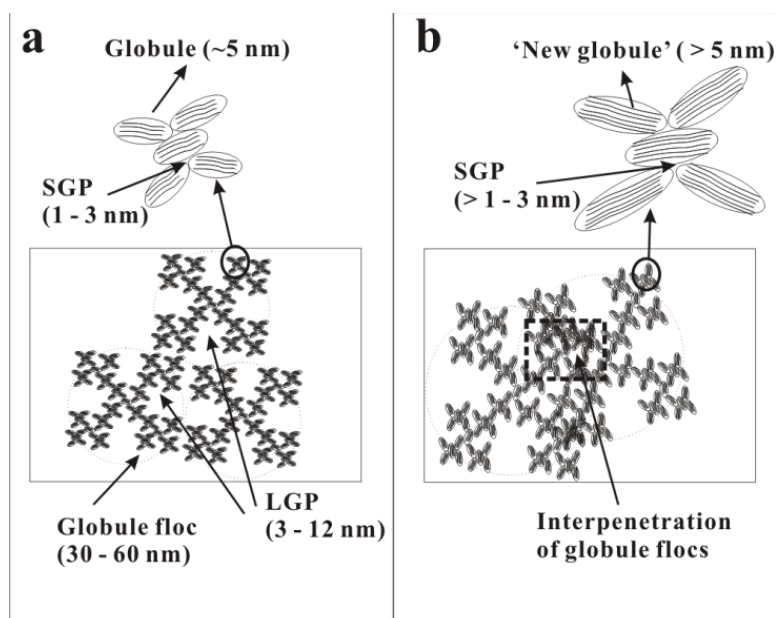 a
Globule (~5 nm)
SGP
(1 - 3 nm)
Globule floc
(30 - 60 nm)
LGP
(3 - 12 nm)
b
‘New globule’ ( > 5 nm)
SGP
(> 1 - 3 nm)
Interpenetration
of globule flocs